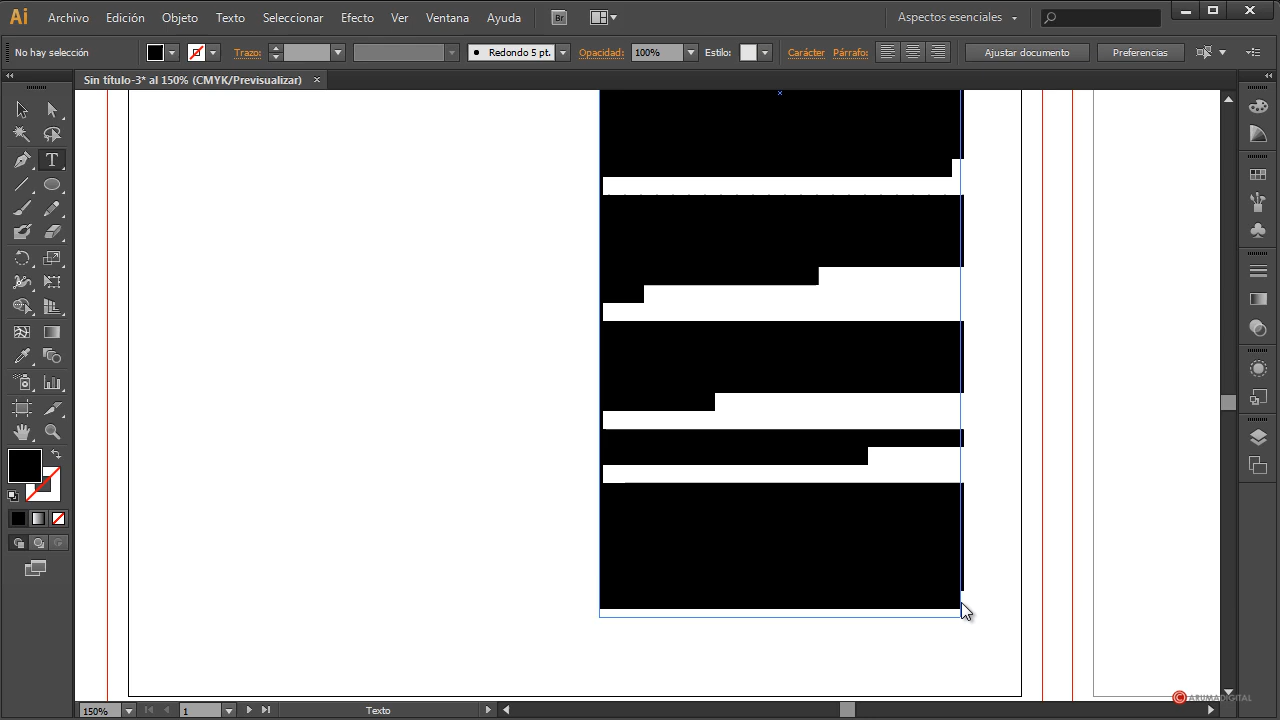 Ai Archivo Edición Objeto Texto Seleccionar Efecto Ver Ventana Ayuda Br Aspectos esenciales
No hay selección Trazo: Redondo 5 pt. Opacidad: 100% Estilo: Carácter Párrafo: Ajustar documento Preferencias
Sin título-3* al 150% (CMYK/Previsualizar) ×
T
150% 1 Texto
© ARUMADIGITAL